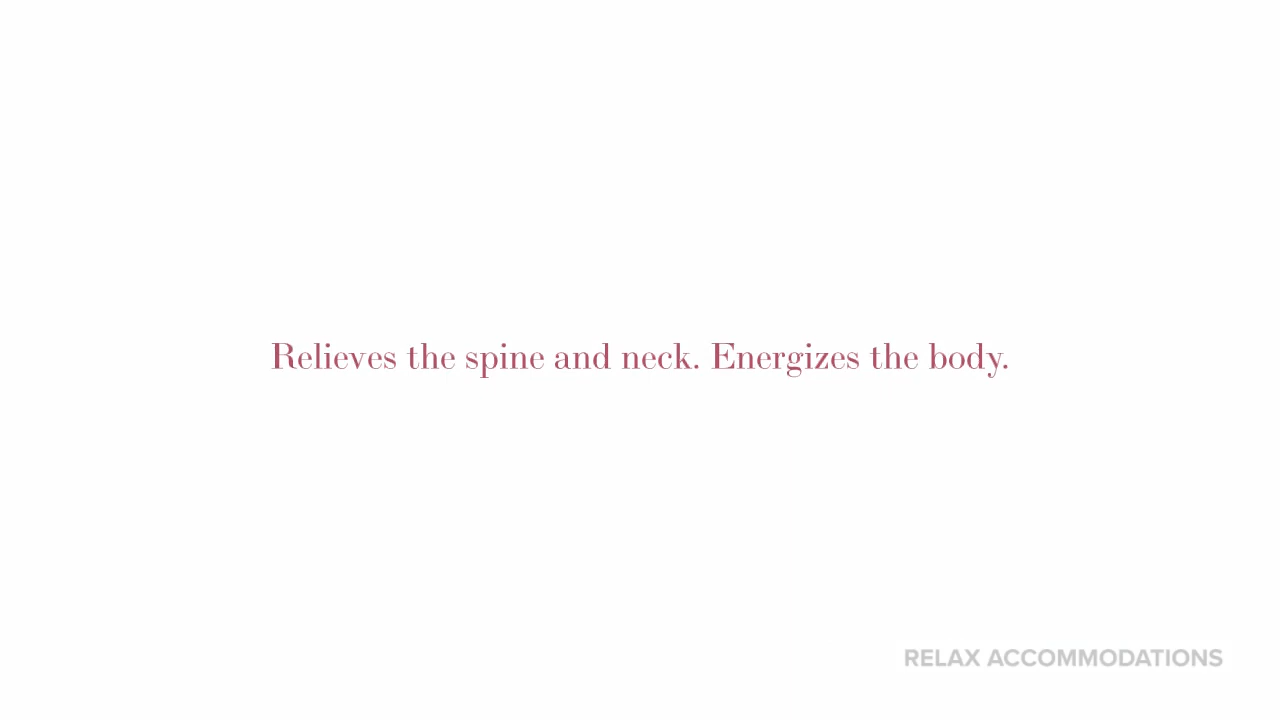 Relieves the spine and neck. Energizes the body.
RELAX ACCOMMODATIONS